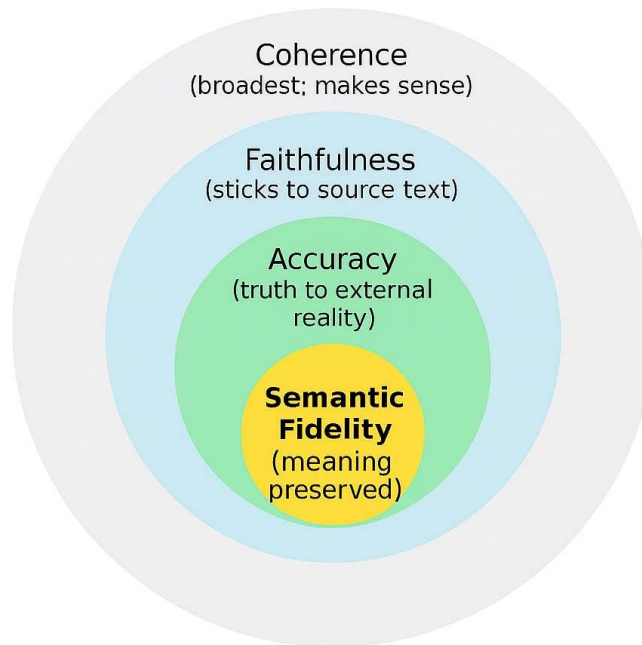 Coherence
(broadest; makes sense)
Faithfulness
(sticks to source text)
Accuracy
(truth to external
reality)
Semantic
Fidelity
(meaning
preserved)